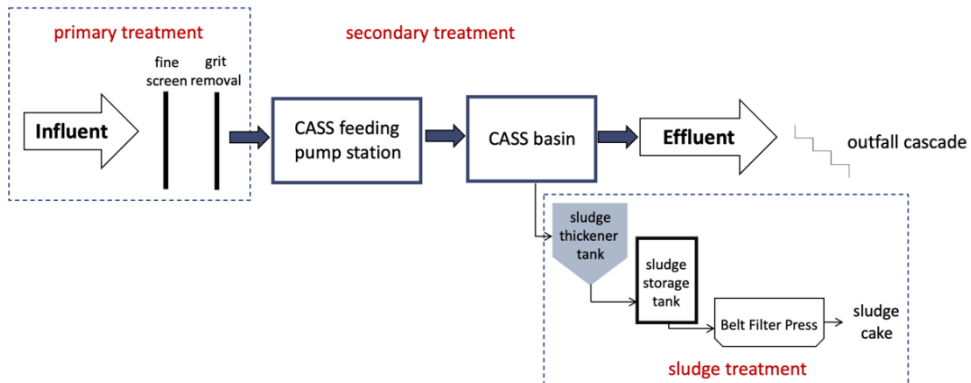 primary treatment
secondary treatment
fine
screen
grit
removal
Influent
CASS feeding
pump station
CASS basin
Effluent
outfall cascade
sludge
thickener
tank
sludge
storage
tank
Belt Filter Press
sludge
cake
sludge treatment